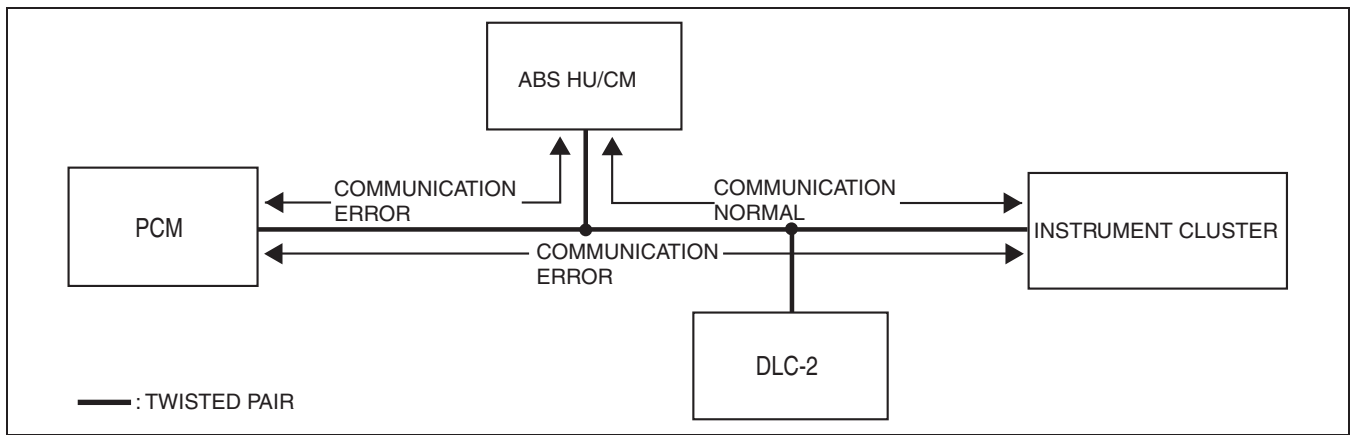 ABS HU/CM
COMMUNICATION
ERROR
COMMUNICATION
NORMAL
PCM
INSTRUMENT CLUSTER
COMMUNICATION
ERROR
DLC-2
: TWISTED PAIR